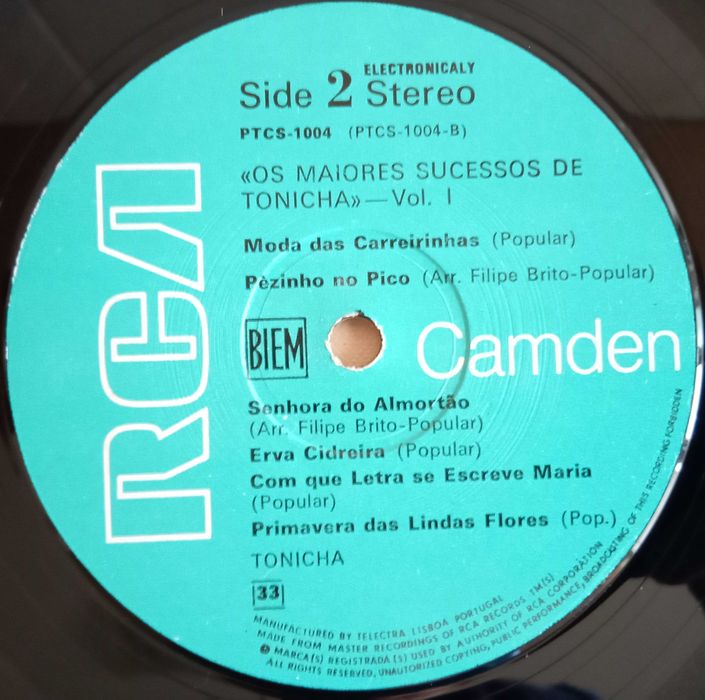 ELECTRONICALY
Side 2 Stereo
PTCS-1004 (PTCS-1004-B)
«OS MAIORES SUCESSOS DE
TONICHA»—Vol. I
Moda das Carreirinhas (Popular)
Pèzinho no Pico (Arr. Filipe Brito-Popular)
RCA
BIEM
Camden
Senhora do Almortão
(Arr. Filipe Brito-Popular)
Erva Cidreira (Popular)
Com que Letra se Escreve Maria
(Popular)
Primavera das Lindas Flores (Pop.)
TONICHA
33
MANUFACTURED BY TELECTRA LISBOA PORTUGAL
MADE FROM MASTER RECORDINGS OF RCA RECORDS TM(S)
MARCA(S) REGISTRADA(S) USED BY AUTHORITY OF RCA CORPORATION
ALL RIGHTS RESERVED, UNAUTHORIZED COPYING, PUBLIC PERFORMANCE, BROADCASTING OF THIS RECORDING FORBIDDEN